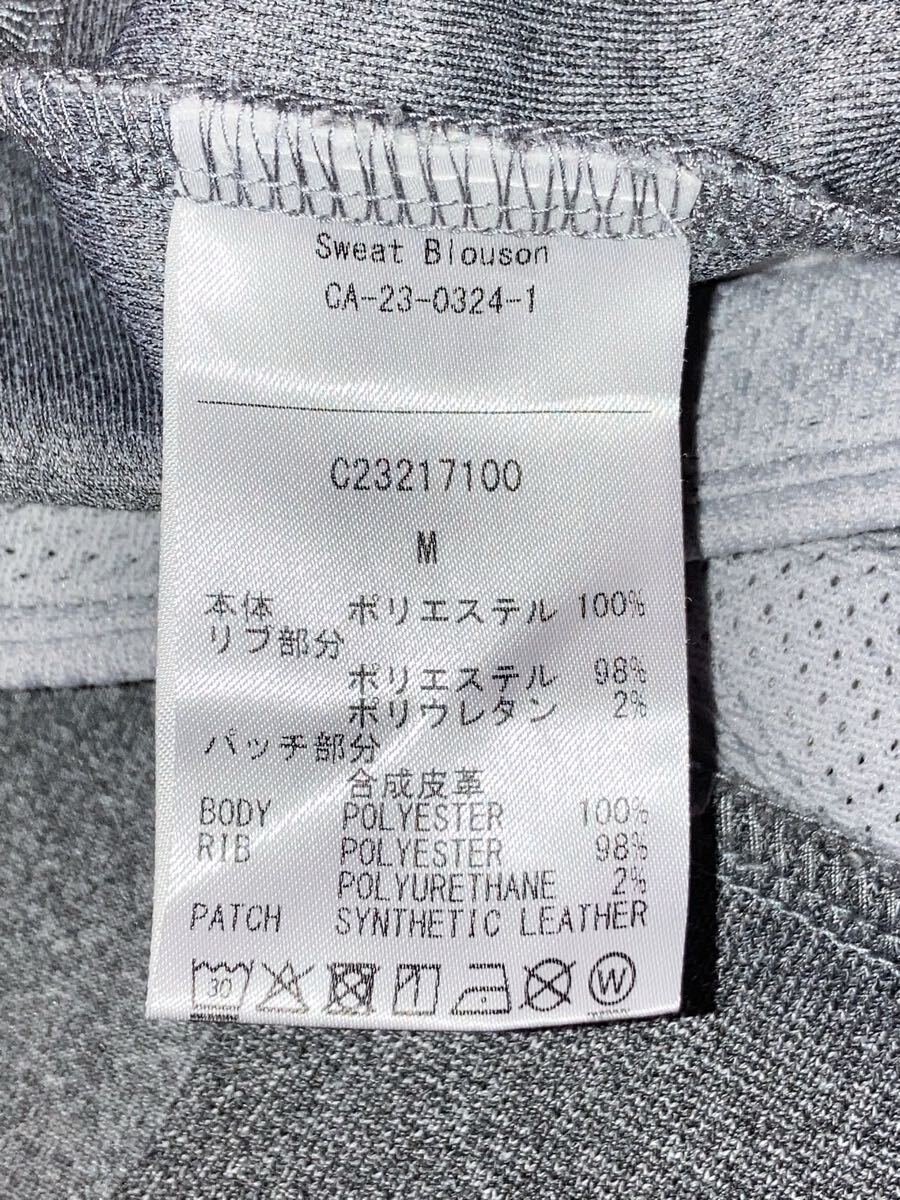 Sweat Blouson
CA-23-0324-1
C23217100
M
本体 ポリエステル 100%
リブ部分
ポリエステル 98%
ポリウレタン 2%
パッチ部分
合成皮革
BODY POLYESTER 100%
RIB POLYESTER 98%
POLYURETHANE 2%
PATCH SYNTHETIC LEATHER
30 W